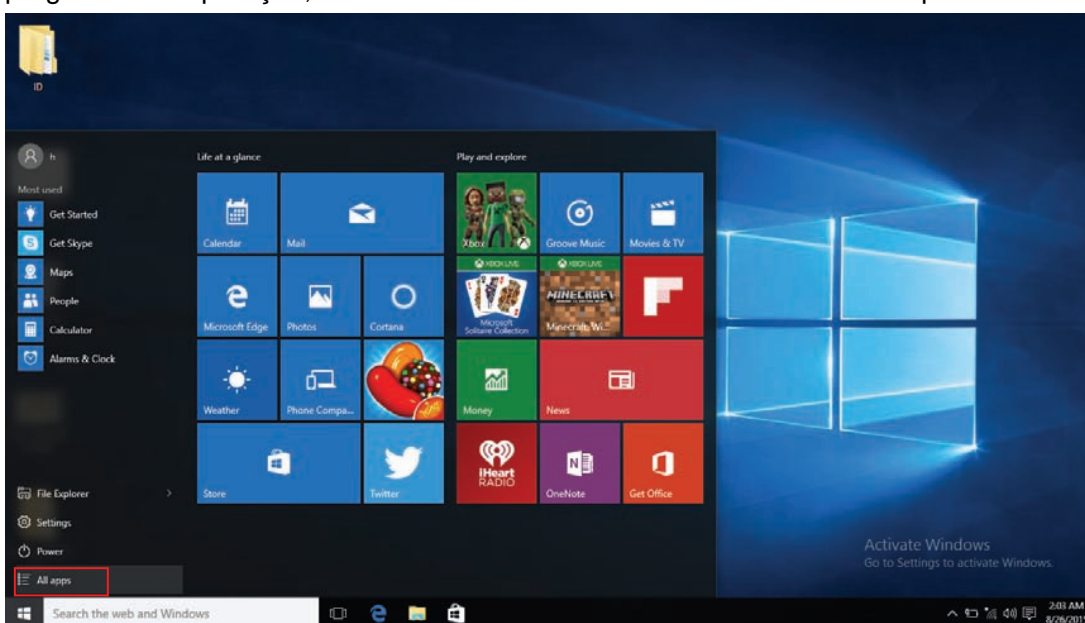 ID
h
Life at a glance
Play and explore
Most used
Get Started
Get Skype
Maps
People
Calculator
Alarms & Clock
Calendar
Mail
Xbox
Groove Music
Movies & TV
Microsoft Edge
Photos
Cortana
XBOX LIVE
Microsoft
Solitaire Collection
XBOX LIVE
MINECRAFT
Minecraft: Wi...
Weather
Phone Compa...
Money
News
Store
Twitter
iHeart
RADIO
OneNote
Get Office
File Explorer
Settings
Power
All apps
Activate Windows
Go to Settings to activate Windows.
Search the web and Windows
2:03 AM